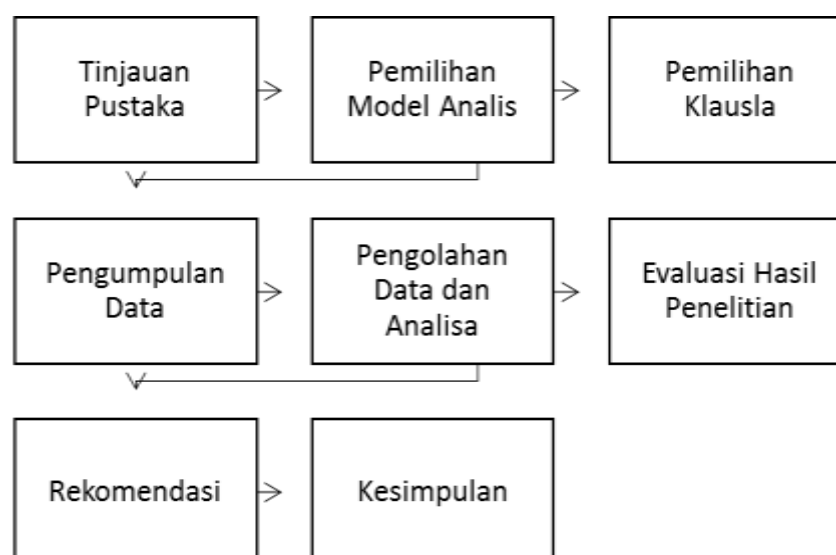 Tinjauan
Pustaka
Pemilihan
Model Analis
Pemilihan
Klausla
Pengumpulan
Data
Pengolahan
Data dan
Analisa
Evaluasi Hasil
Penelitian
Rekomendasi
Kesimpulan